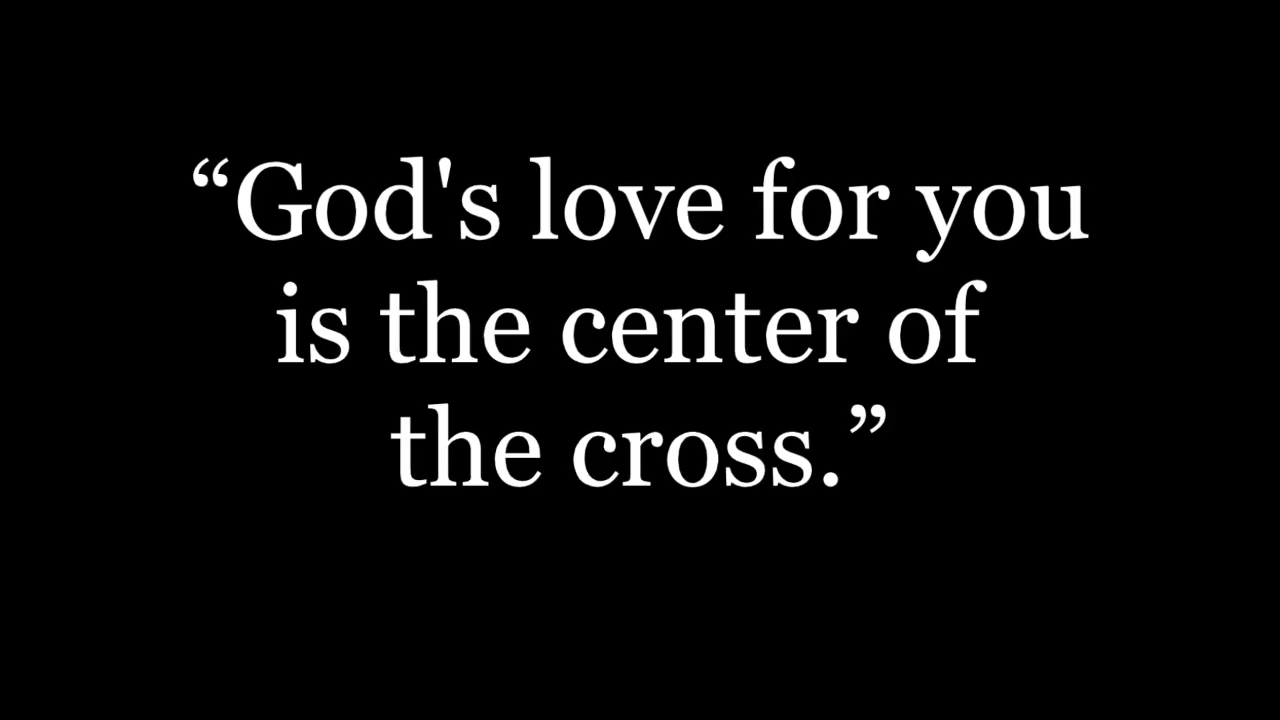 “God's love for you
is the center of
the cross.”